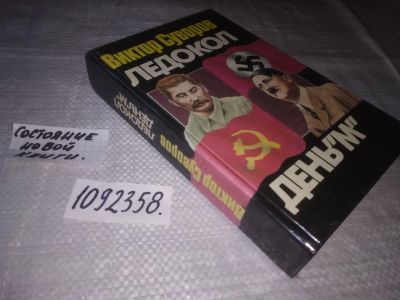 Виктор Суворов
ЛЕДОКОЛ
ДЕНЬ"М"
ЛЕДОКОЛ
ДЕНЬ"М"
Виктор Суворов
Состояние
новой
книги.
1092358.